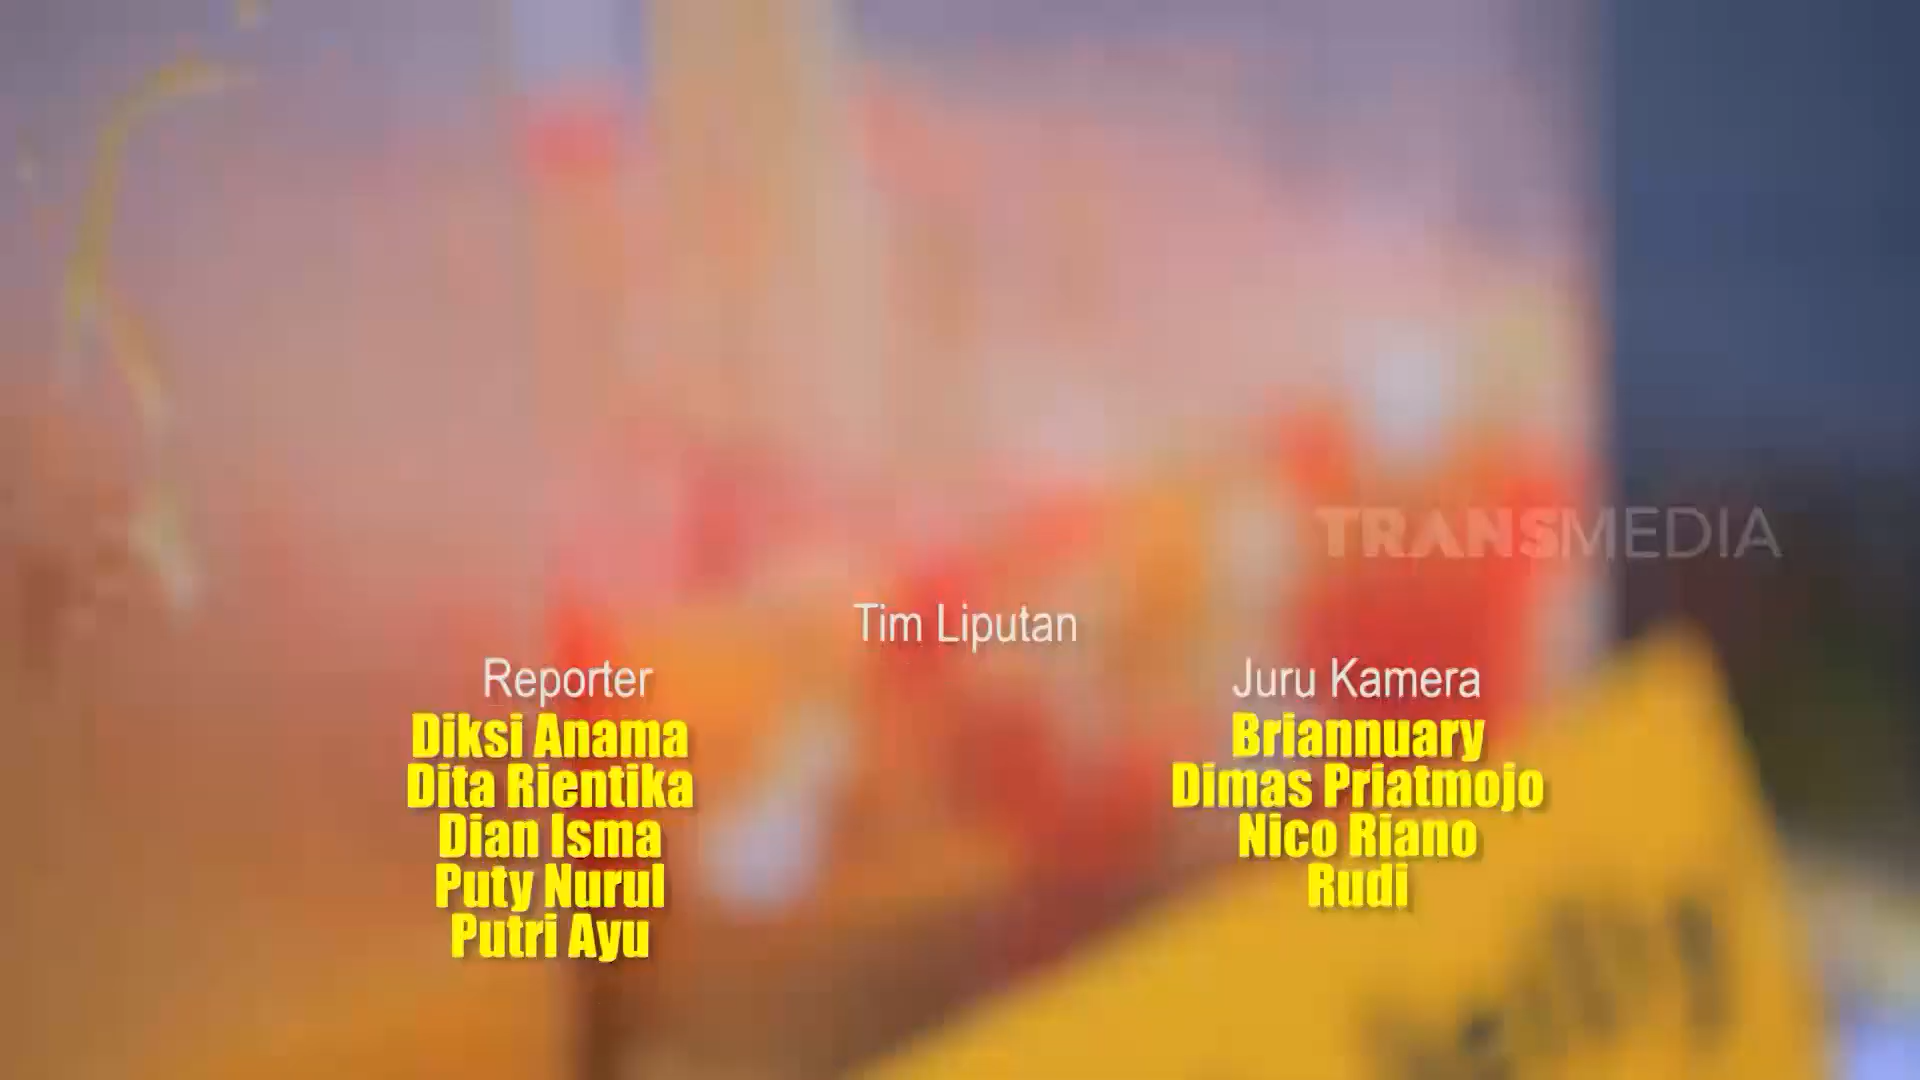 TRANSMEDIA
Tim Liputan
Reporter
Diksi Anama
Dita Rientika
Dian Isma
Puty Nurul
Putri Ayu
Juru Kamera
Briannuary
Dimas Priatmojo
Nico Riano
Rudi